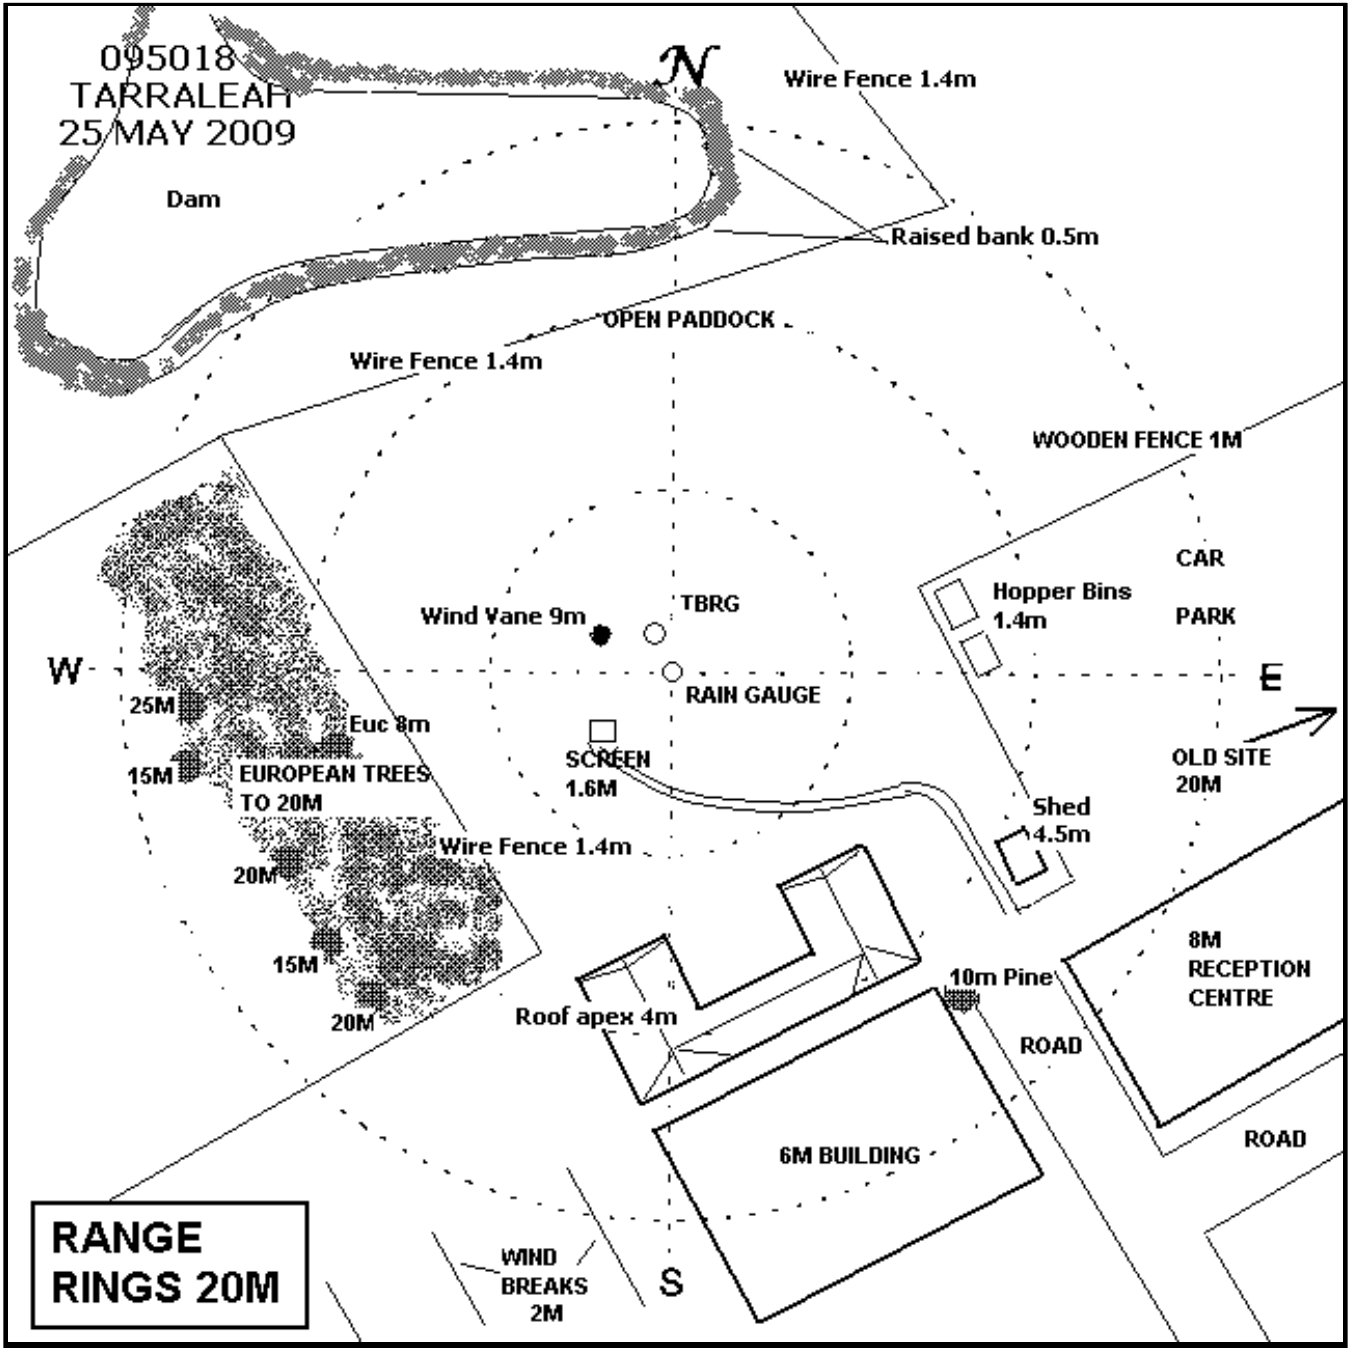 095018
TARRALEAH
25 MAY 2009
N
Wire Fence 1.4m
Dam
Raised bank 0.5m
OPEN PADDOCK
Wire Fence 1.4m
WOODEN FENCE 1M
CAR
PARK
Hopper Bins
1.4m
TBRG
Wind Vane 9m
W
E
RAIN GAUGE
25M
Euc 8m
15M
EUROPEAN TREES
TO 20M
SCREEN
1.6M
OLD SITE
20M
Shed
4.5m
Wire Fence 1.4m
20M
15M
20M
8M
RECEPTION
CENTRE
10m Pine
Roof apex 4m
ROAD
6M BUILDING
ROAD
RANGE
RINGS 20M
WIND
BREAKS
2M
S